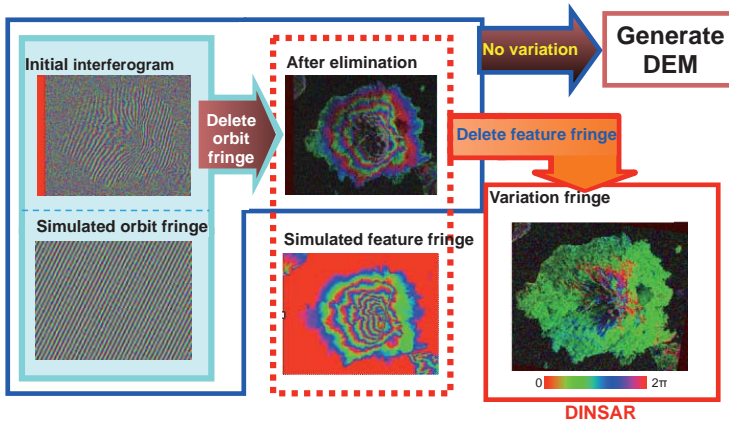 Initial interferogram
Simulated orbit fringe
Delete
orbit
fringe
After elimination
Simulated feature fringe
No variation
Generate
DEM
Delete feature fringe
Variation fringe
0
2π
DINSAR